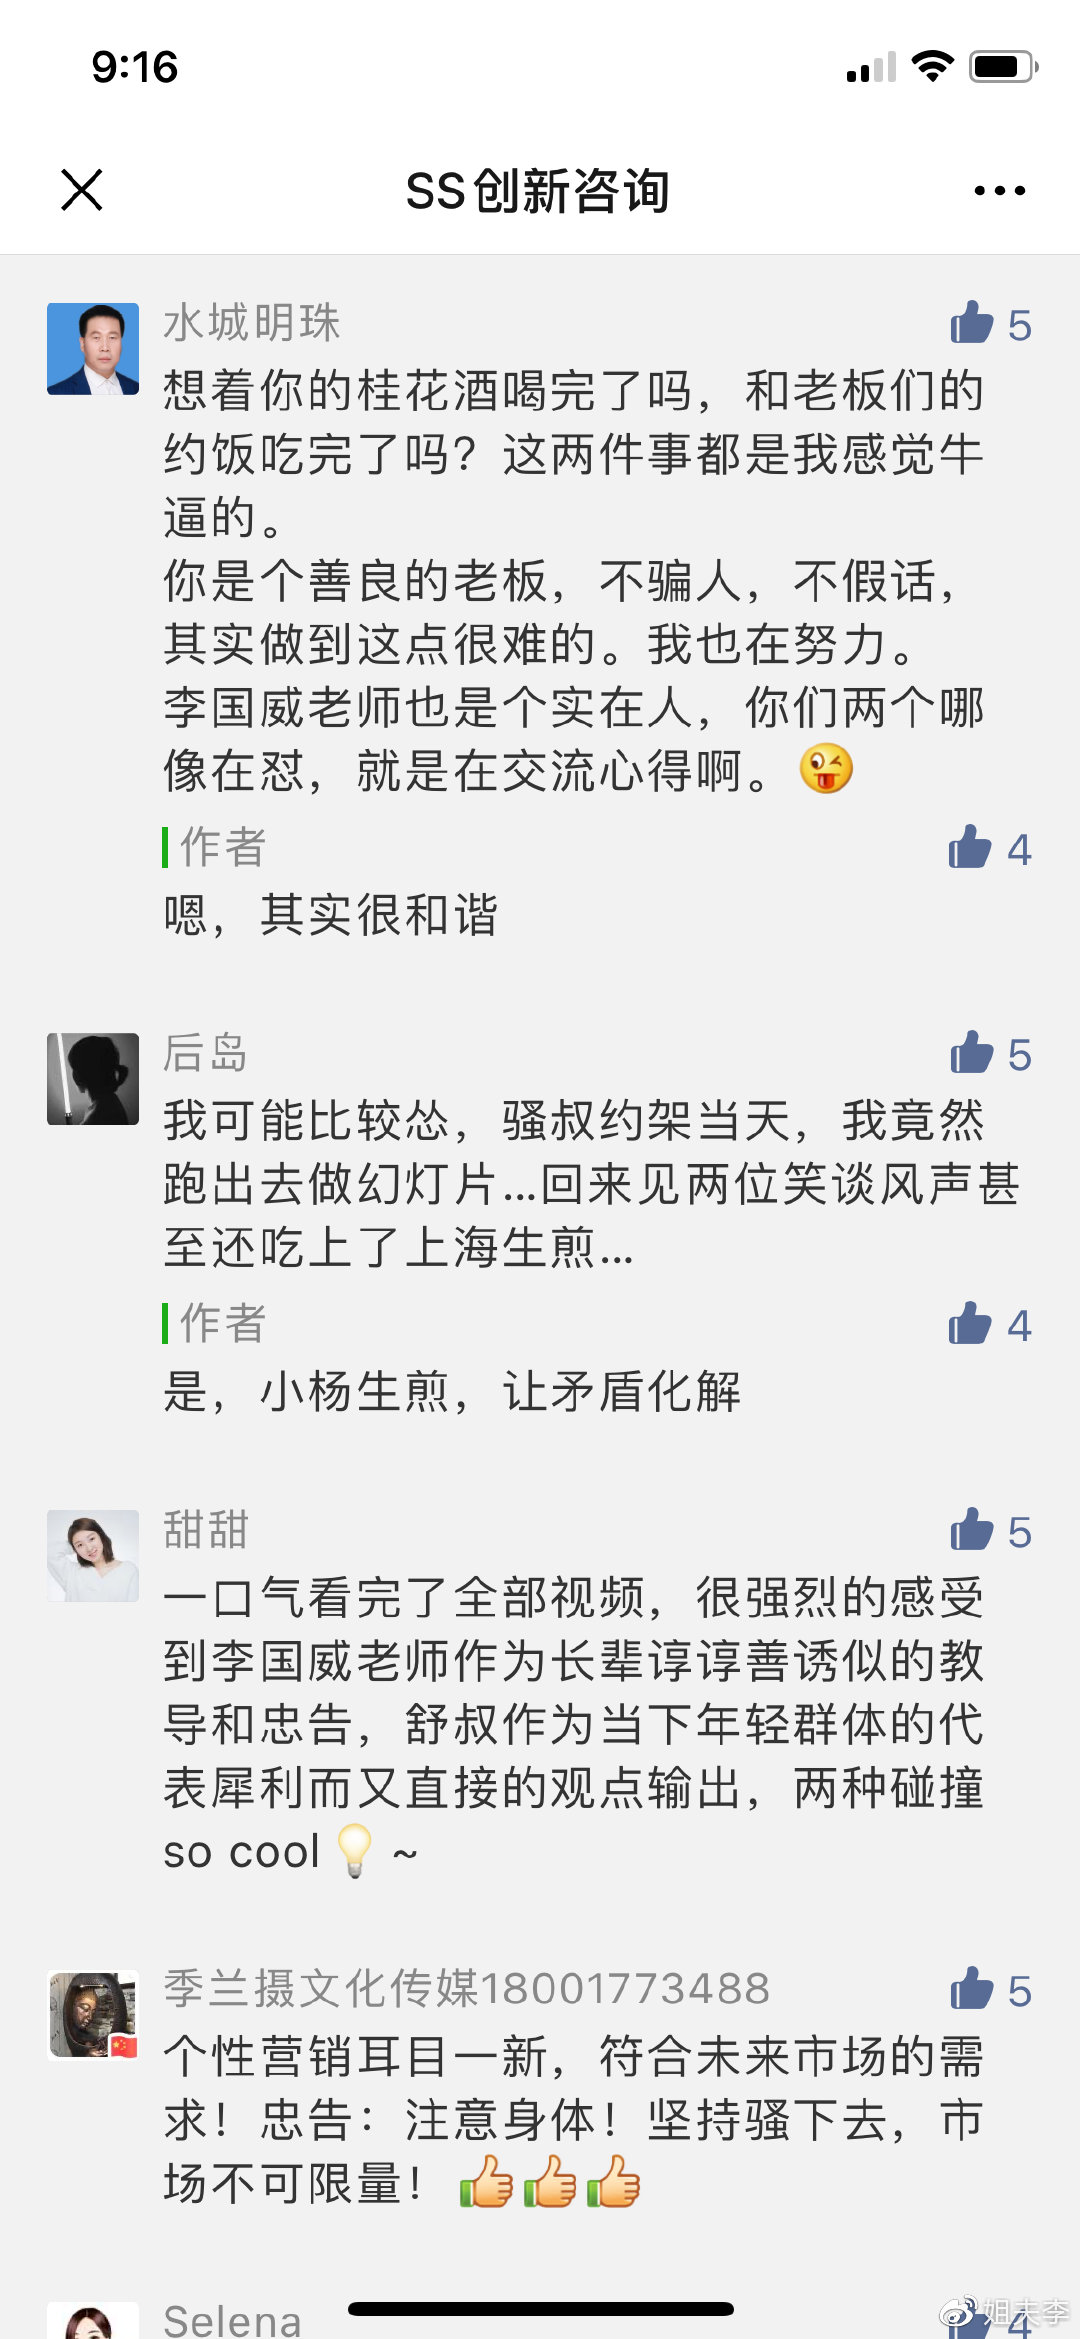 9:16
SS创新咨询
水城明珠
5
想着你的桂花酒喝完了吗，和老板们的
约饭吃完了吗？这两件事都是我感觉牛
逼的。
你是个善良的老板，不骗人，不假话，
其实做到这点很难的。我也在努力。
李国威老师也是个实在人，你们两个哪
像在怼，就是在交流心得啊。😜
作者
4
嗯，其实很和谐
后岛
5
我可能比较怂，骚叔约架当天，我竟然
跑出去做幻灯片...回来见两位笑谈风声甚
至还吃上了上海生煎...
作者
4
是，小杨生煎，让矛盾化解
甜甜
5
一口气看完了全部视频，很强烈的感受
到李国威老师作为长辈谆谆善诱似的教
导和忠告，舒叔作为当下年轻群体的代
表犀利而又直接的观点输出，两种碰撞
so cool💡~
季兰摄文化传媒18001773488
5
个性营销耳目一新，符合未来市场的需
求！忠告：注意身体！坚持骚下去，市
场不可限量！👍👍👍
Selena
4
姐夫李